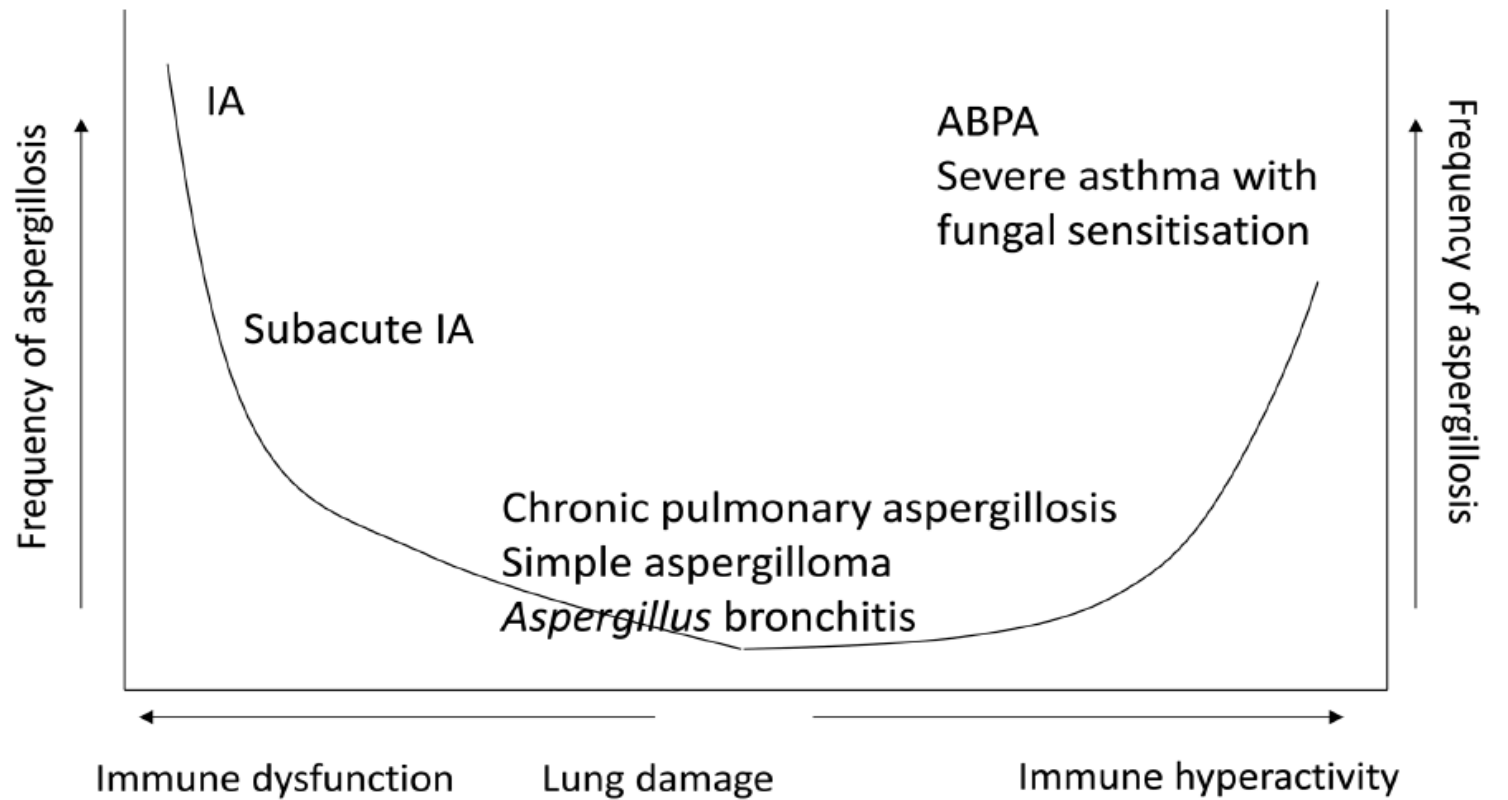 IA
ABPA
Severe asthma with
fungal sensitisation
Frequency of aspergillosis
Frequency of aspergillosis
Subacute IA
Chronic pulmonary aspergillosis
Simple aspergilloma
Aspergillus bronchitis
Immune dysfunction
Lung damage
Immune hyperactivity